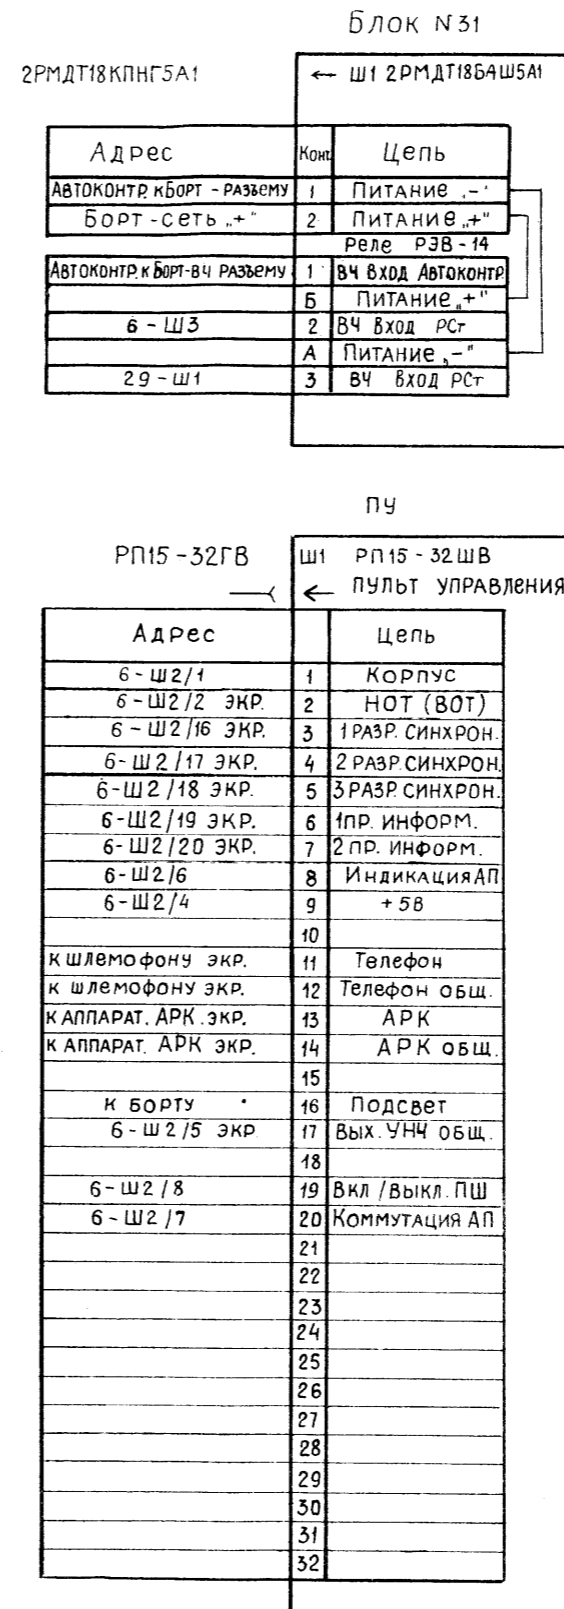 Блок N31
2РМДТ18КПНГ5А1
← Ш1 2РМДТ18БАШ5А1
Адрес Конт Цепь
Автоконтр. к Борт - разъему 1 Питание „-"
Борт - сеть „+" 2 Питание „+"
Реле РЭВ-14
Автоконтр. к Борт-вч разъему 1 ВЧ вход Автоконтр.
Б Питание „+"
6 - Ш3 2 ВЧ вход РСт
А Питание „-"
29 - Ш1 3 ВЧ вход РСт
ПУ
РП15-32ГВ Ш1 РП15-32ШВ
← пульт управления
Адрес Цепь
6-Ш2/1 1 Корпус
6-Ш2/2 экр. 2 НОТ (ВОТ)
6-Ш2/16 экр. 3 1 разр. синхрон.
6-Ш2/17 экр. 4 2 разр. синхрон.
6-Ш2/18 экр. 5 3 разр. синхрон.
6-Ш2/19 экр. 6 1пр. информ.
6-Ш2/20 экр. 7 2 пр. информ.
6-Ш2/6 8 Индикация АП
6-Ш2/4 9 +5В
10
к шлемофону экр. 11 Телефон
к шлемофону экр. 12 Телефон общ.
к аппарат. АРК экр. 13 АРК
к аппарат. АРК экр. 14 АРК общ.
15
к борту 16 Подсвет
6-Ш2/5 экр 17 Вых. УНЧ общ.
18
6-Ш2/8 19 Вкл/выкл. ПШ
6-Ш2/7 20 Коммутация АП
21
22
23
24
25
26
27
28
29
30
31
32